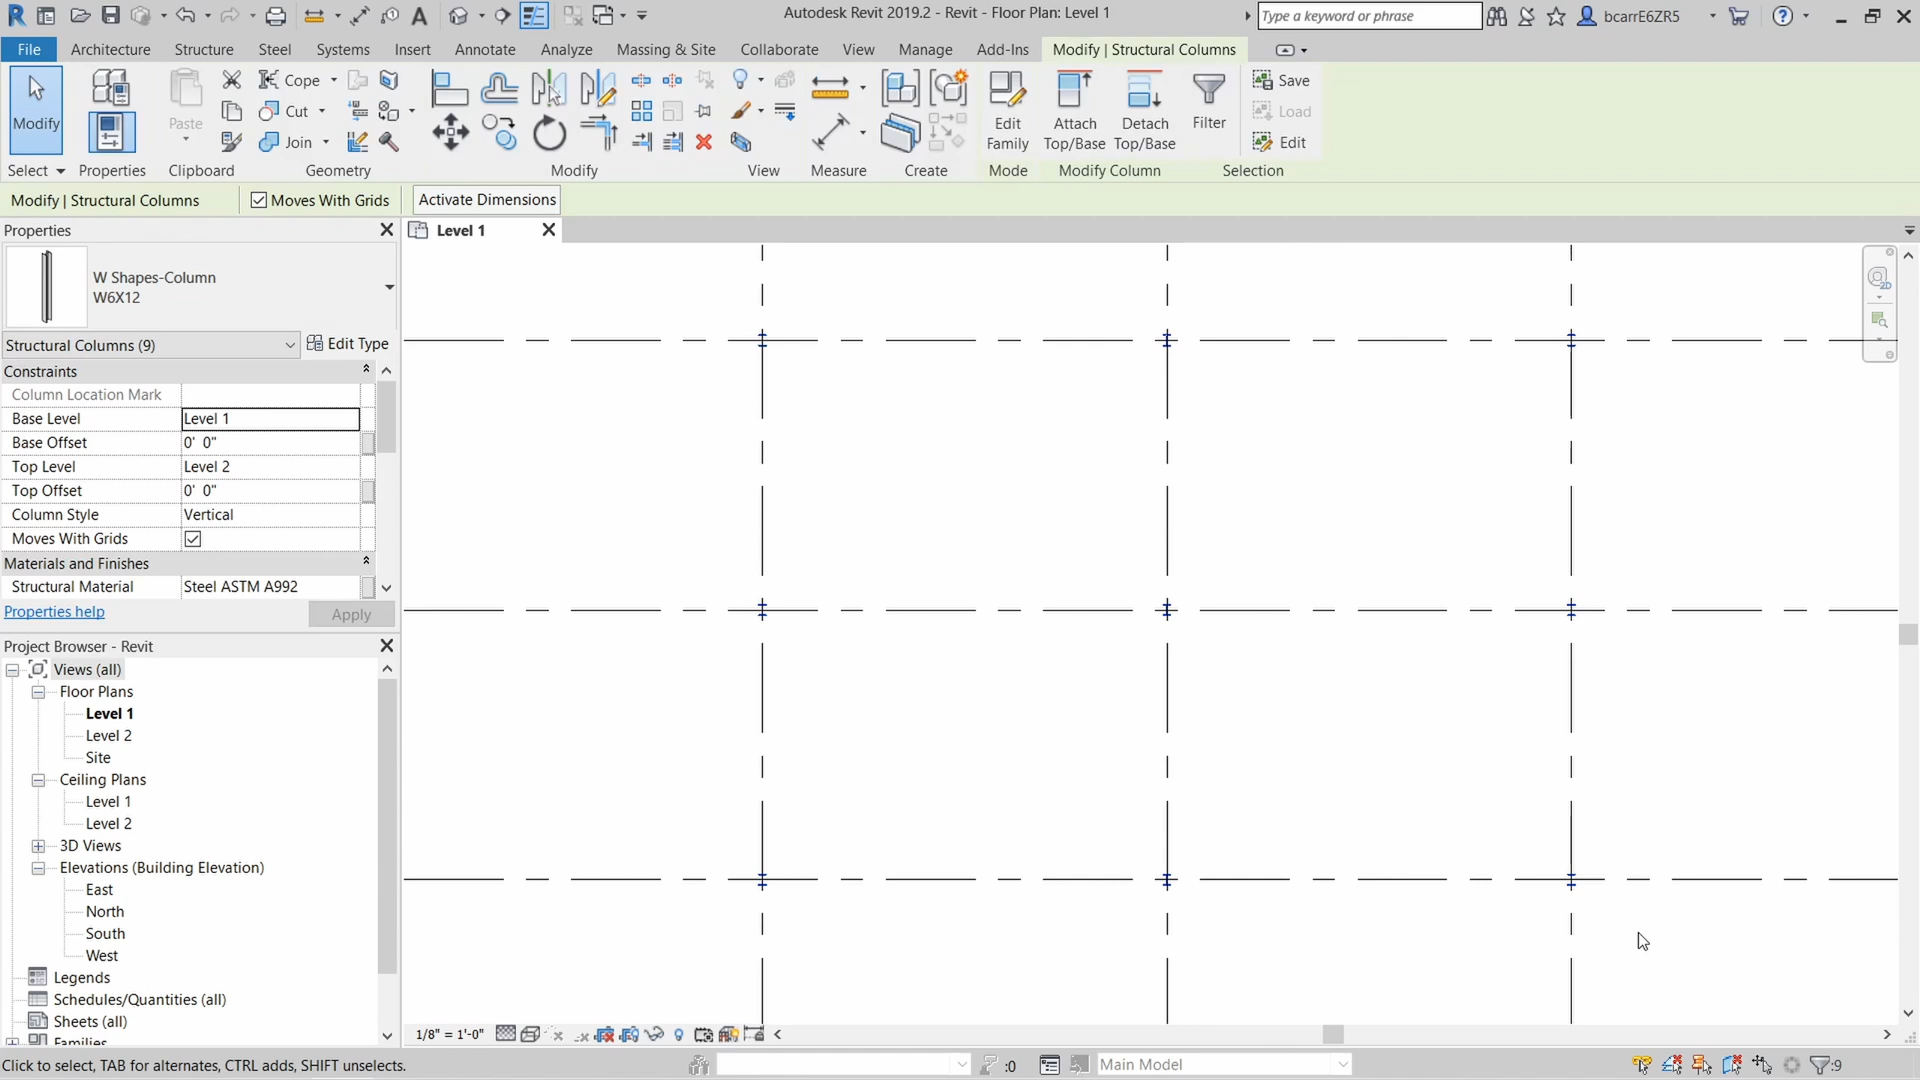 Autodesk Revit 2019.2 - Revit - Floor Plan: Level 1
Type a keyword or phrase
bcarrE6ZR5
File Architecture Structure Steel Systems Insert Annotate Analyze Massing & Site Collaborate View Manage Add-Ins Modify | Structural Columns
Modify
Paste
Cope
Cut
Join
Edit Family
Attach Top/Base
Detach Top/Base
Filter
Save
Load
Edit
Select Properties Clipboard Geometry Modify View Measure Create Mode Modify Column Selection
Modify | Structural Columns Moves With Grids Activate Dimensions
Properties
Level 1
W Shapes-Column
W6X12
Structural Columns (9) Edit Type
Constraints
Column Location Mark
Base Level Level 1
Base Offset 0' 0"
Top Level Level 2
Top Offset 0' 0"
Column Style Vertical
Moves With Grids
Materials and Finishes
Structural Material Steel ASTM A992
Properties help Apply
Project Browser - Revit
Views (all)
Floor Plans
Level 1
Level 2
Site
Ceiling Plans
Level 1
Level 2
3D Views
Elevations (Building Elevation)
East
North
South
West
Legends
Schedules/Quantities (all)
Sheets (all)
Families
1/8" = 1'-0"
Click to select, TAB for alternates, CTRL adds, SHIFT unselects.
:0
Main Model
:9
2D